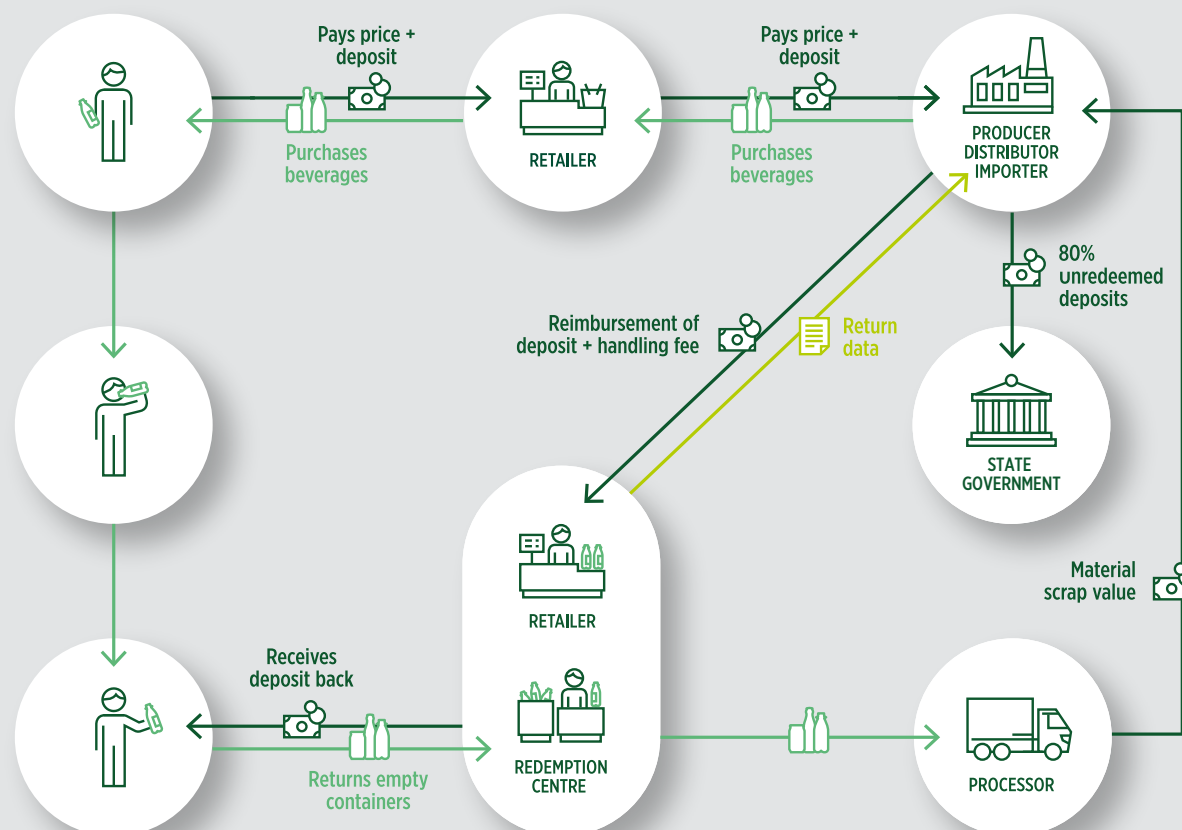 Pays price +
deposit
Purchases
beverages
RETAILER
Pays price +
deposit
Purchases
beverages
PRODUCER
DISTRIBUTOR
IMPORTER
80%
unredeemed
deposits
Reimbursement of
deposit + handling fee
Return
data
STATE
GOVERNMENT
Material
scrap value
RETAILER
Receives
deposit back
Returns empty
containers
REDEMPTION
CENTRE
PROCESSOR